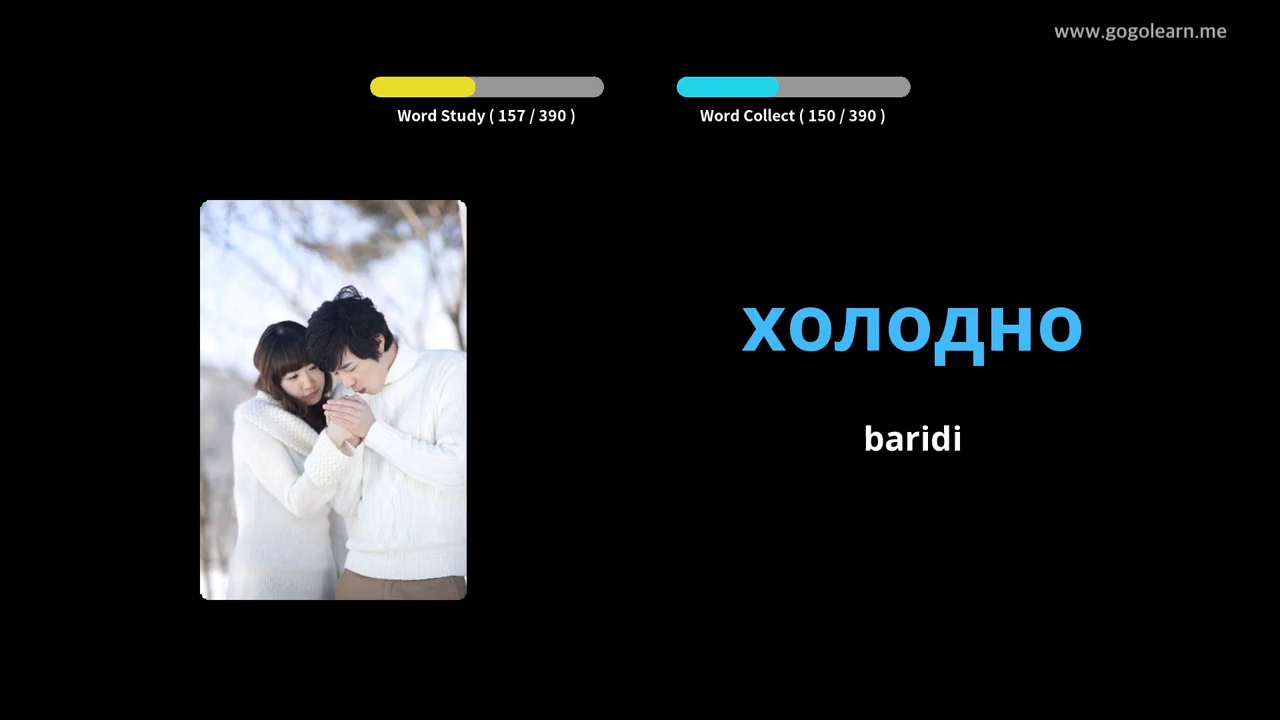 www.gogolearn.me
Word Study ( 157 / 390 )
Word Collect ( 150 / 390 )
холодно
baridi